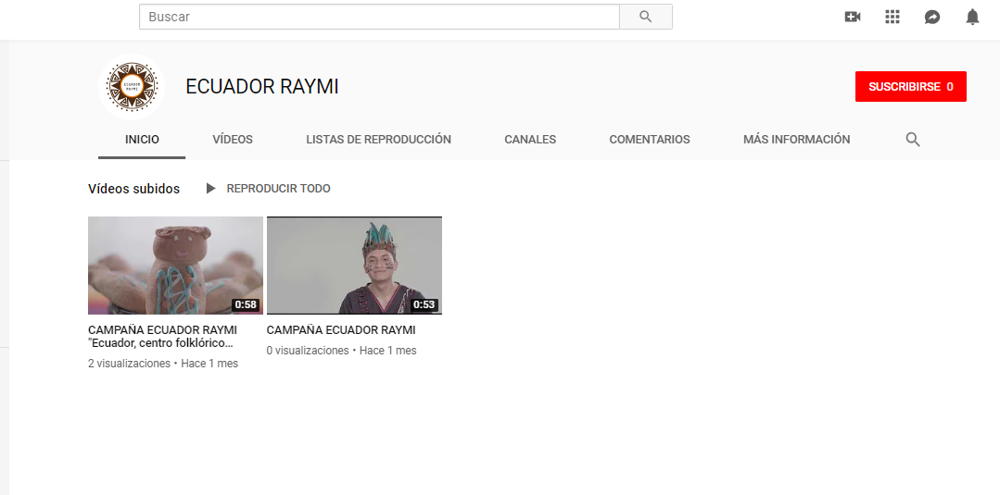 Buscar
ECUADOR
RAYMI
ECUADOR RAYMI
SUSCRIBIRSE 0
INICIO VÍDEOS LISTAS DE REPRODUCCIÓN CANALES COMENTARIOS MÁS INFORMACIÓN
Vídeos subidos REPRODUCIR TODO
0:58
0:53
CAMPAÑA ECUADOR RAYMI
"Ecuador, centro folklórico...
2 visualizaciones • Hace 1 mes
CAMPAÑA ECUADOR RAYMI
0 visualizaciones • Hace 1 mes